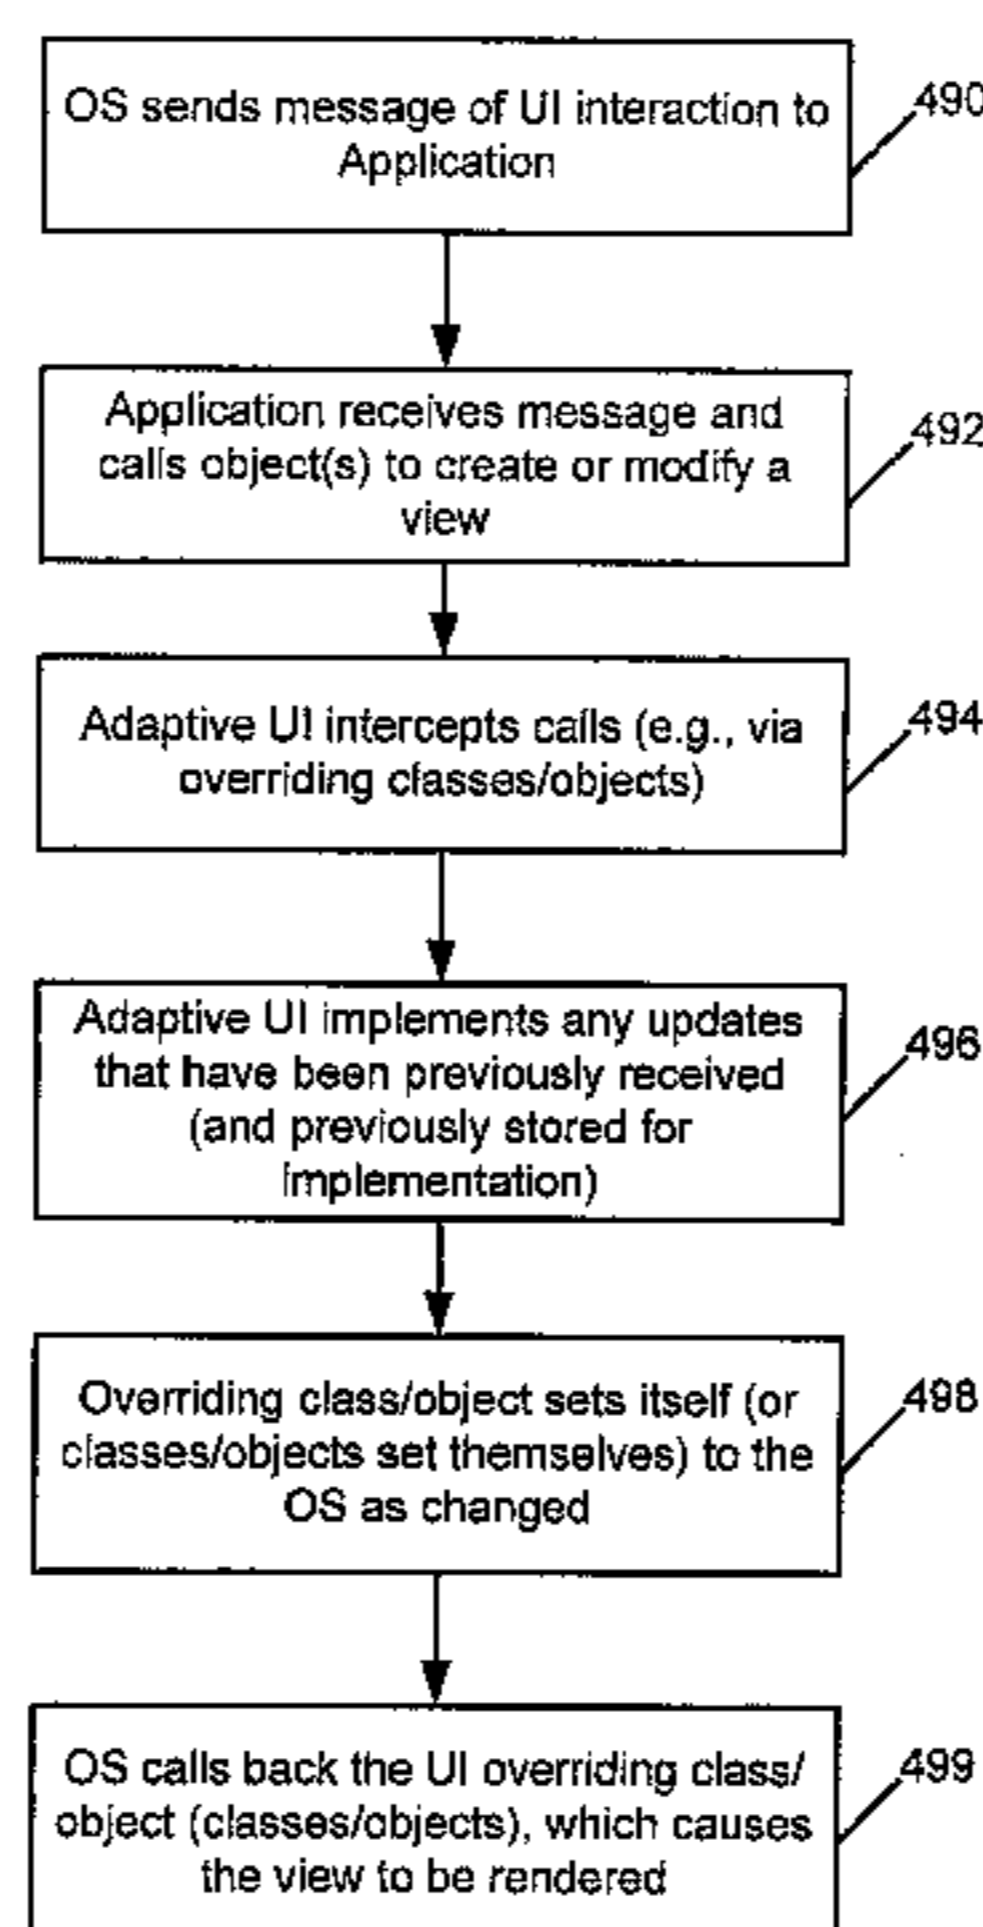 OS sends message of UI interaction to
Application
490
Application receives message and
calls object(s) to create or modify a
view
492
Adaptive UI intercepts calls (e.g., via
overriding classes/objects)
494
Adaptive UI implements any updates
that have been previously received
(and previously stored for
implementation)
496
Overriding class/object sets itself (or
classes/objects set themselves) to the
OS as changed
498
OS calls back the UI overriding class/
object (classes/objects), which causes
the view to be rendered
499